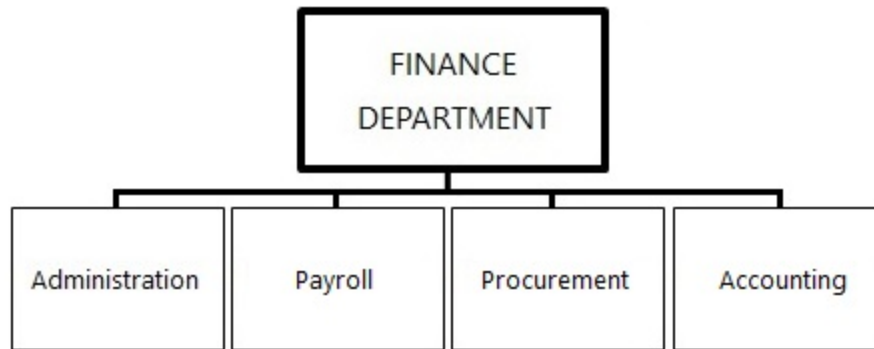 FINANCE
DEPARTMENT
Administration
Payroll
Procurement
Accounting